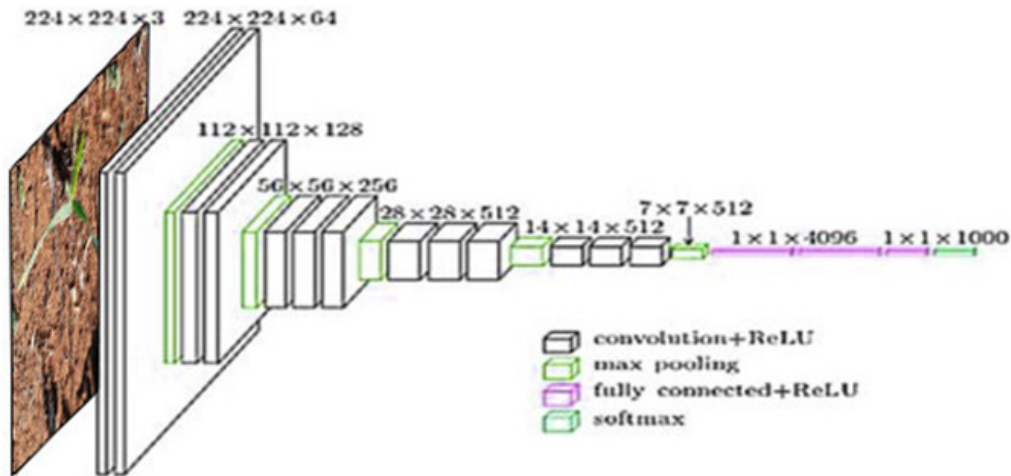 224×224×3
224×224×64
112×112×128
56×56×256
28×28×512
14×14×512
7×7×512
1×1×4096
1×1×1000
convolution+ReLU
max pooling
fully connected+ReLU
softmax